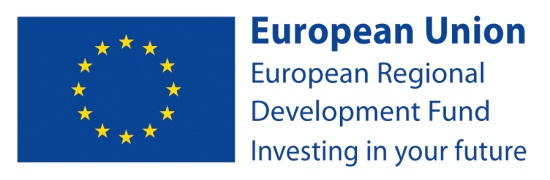 European Union
European Regional
Development Fund
Investing in your future